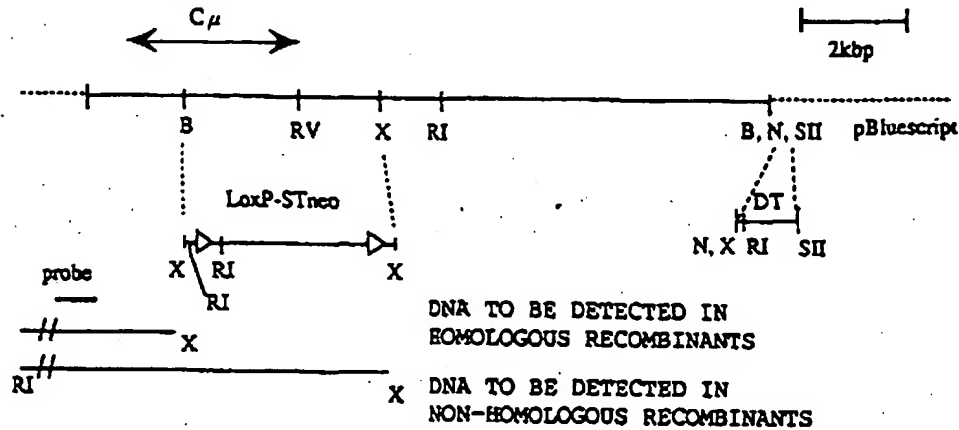 Cμ
2kbp
B RV X RI B, N, SII pBluescript
LoxP-STneo DT
X RI X N, X RI SII
RI
probe
X
DNA TO BE DETECTED IN
HOMOLOGOUS RECOMBINANTS
RI X
DNA TO BE DETECTED IN
NON-HOMOLOGOUS RECOMBINANTS